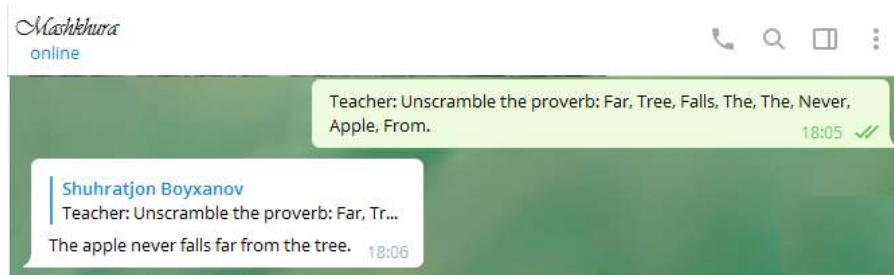 Mashkhura
online
Teacher: Unscramble the proverb: Far, Tree, Falls, The, The, Never,
Apple, From.
18:05
Shuhratjon Boyxanov
Teacher: Unscramble the proverb: Far, Tr...
The apple never falls far from the tree. 18:06